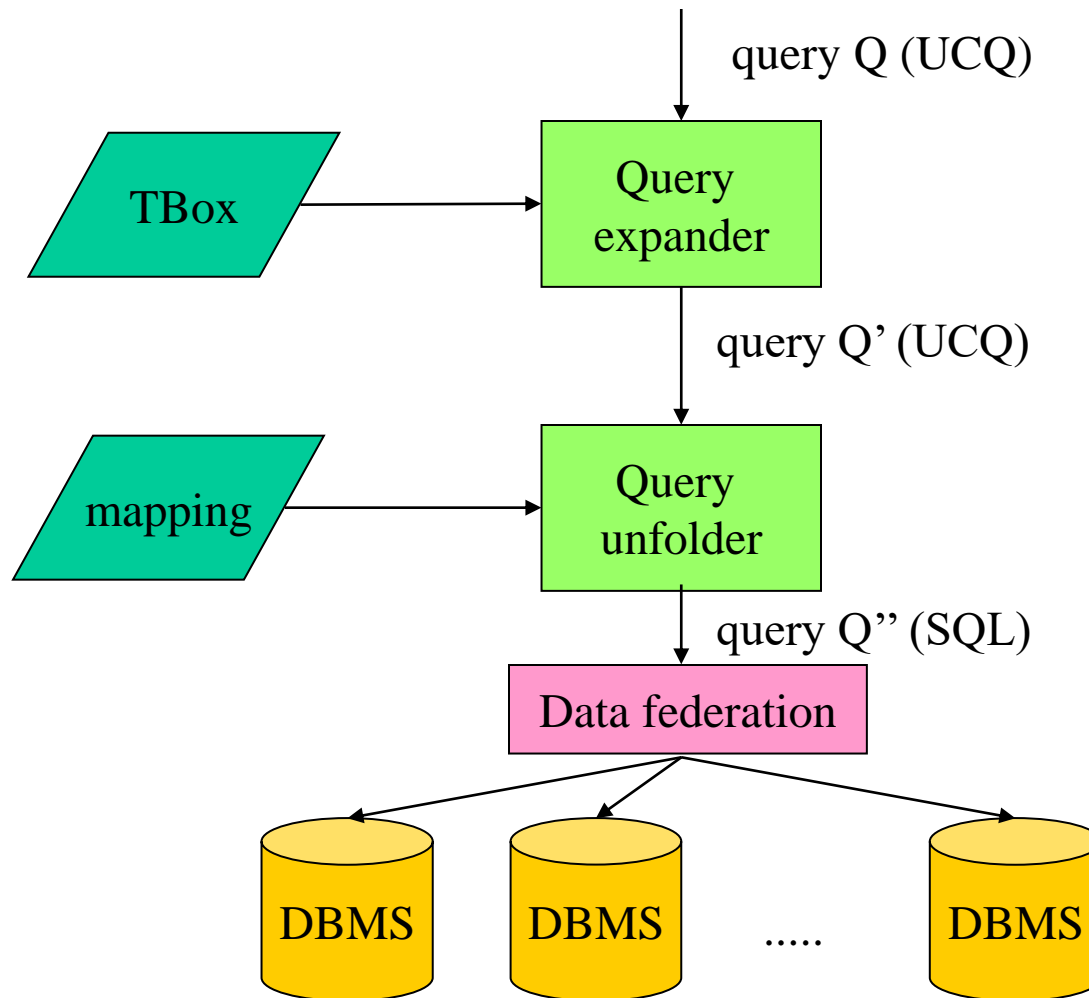 query Q (UCQ)
Query
expander
TBox
query Q’ (UCQ)
Query
unfolder
mapping
query Q’’ (SQL)
Data federation
DBMS
DBMS
.....
DBMS